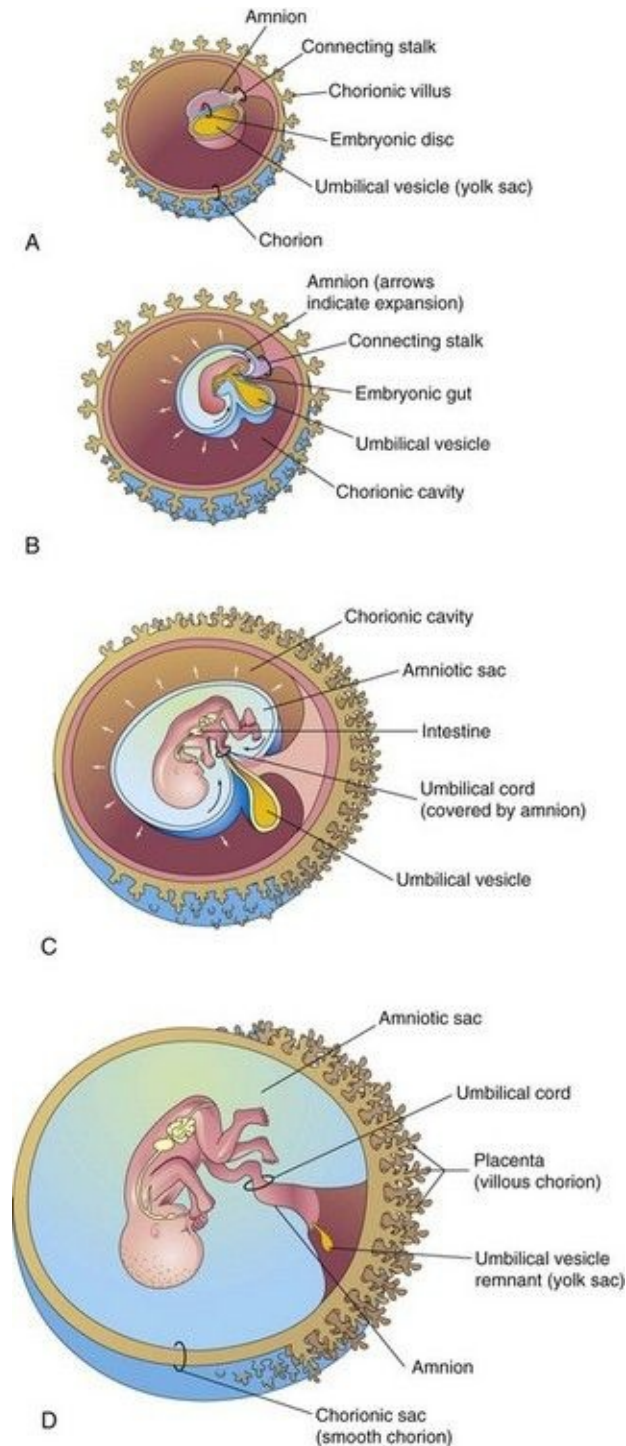 Amnion
Connecting stalk
Chorionic villus
Embryonic disc
Umbilical vesicle (yolk sac)
Chorion
A
Amnion (arrows
indicate expansion)
Connecting stalk
Embryonic gut
Umbilical vesicle
Chorionic cavity
B
Chorionic cavity
Amniotic sac
Intestine
Umbilical cord
(covered by amnion)
Umbilical vesicle
C
Amniotic sac
Umbilical cord
Placenta
(villous chorion)
Umbilical vesicle
remnant (yolk sac)
Amnion
Chorionic sac
(smooth chorion)
D